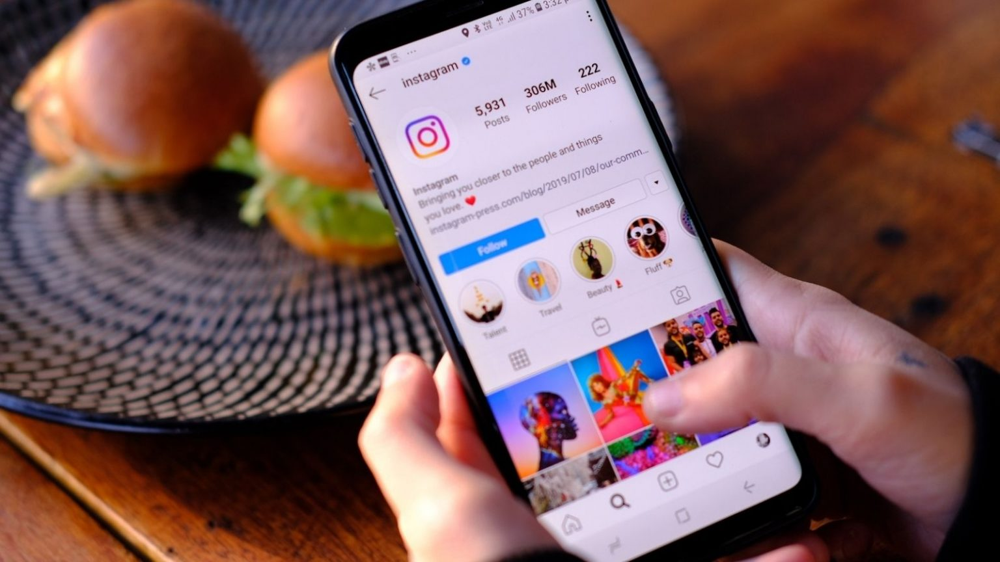 37% 3:32 p
instagram
5,931 306M 222
Posts Followers Following
Instagram
Bringing you closer to the people and things
you love. ❤️
instagram-press.com/blog/2019/07/08/our-comm...
Follow Message
Talent Travel Beauty 💄 Fluff 🐶